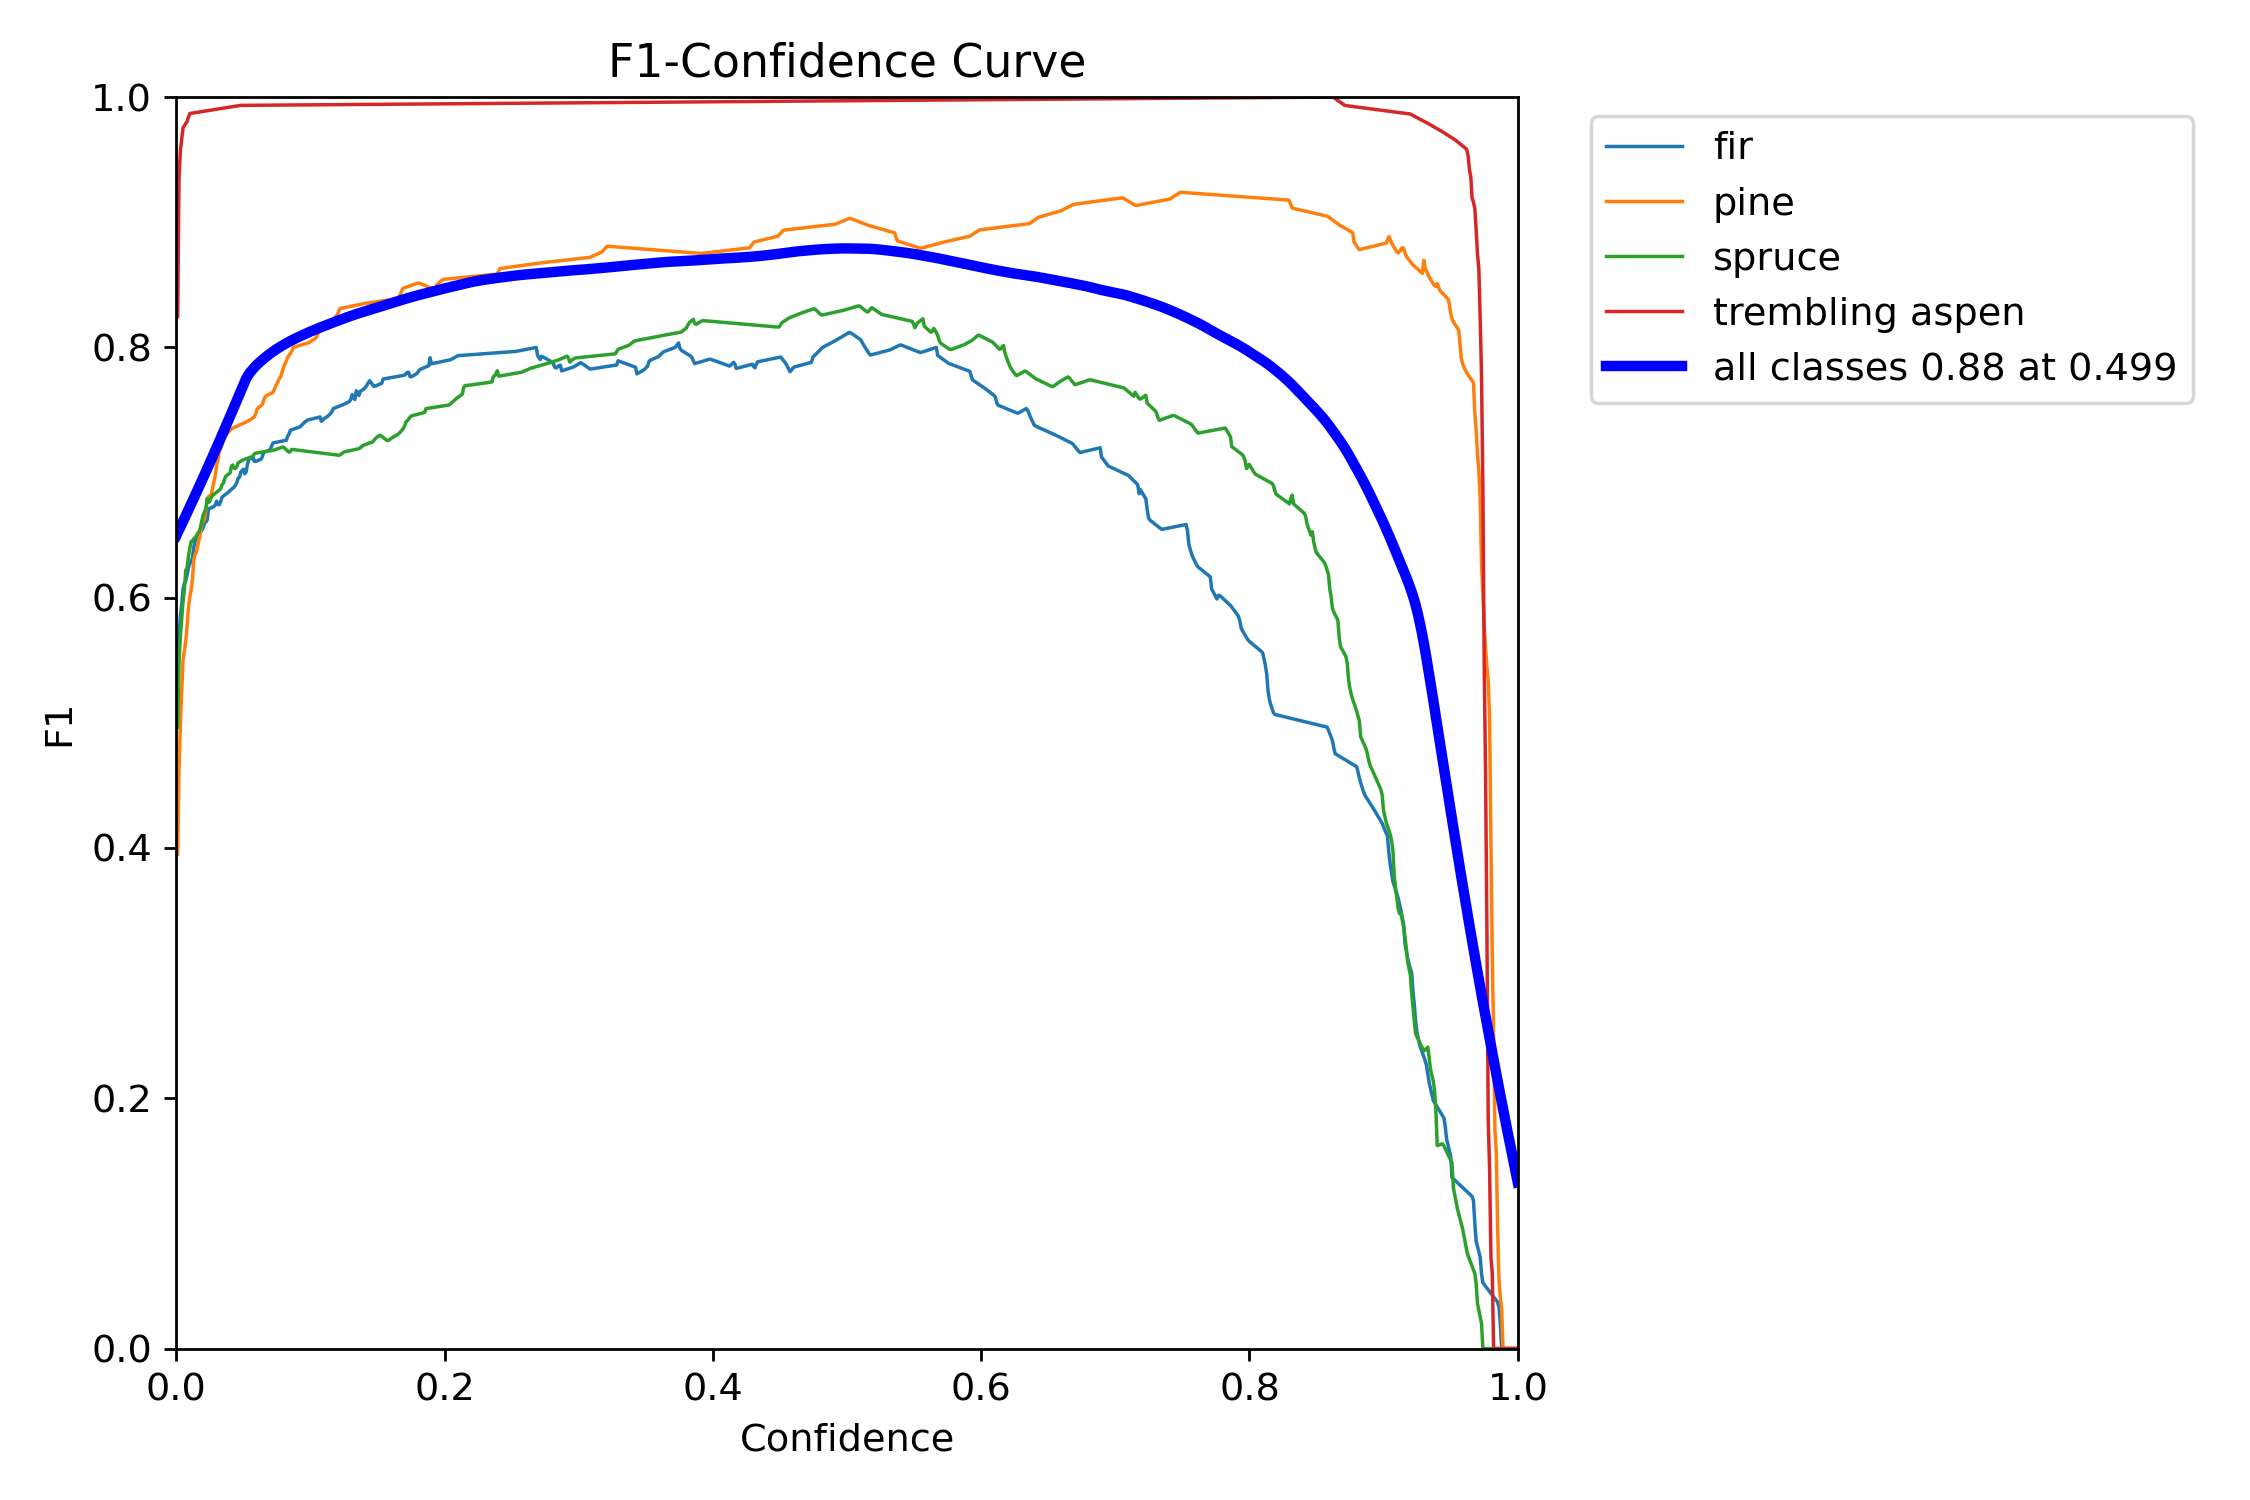 F1-Confidence Curve
1.0
0.8
0.6
0.4
0.2
0.0
F1
0.0 0.2 0.4 0.6 0.8 1.0
Confidence
fir
pine
spruce
trembling aspen
all classes 0.88 at 0.499